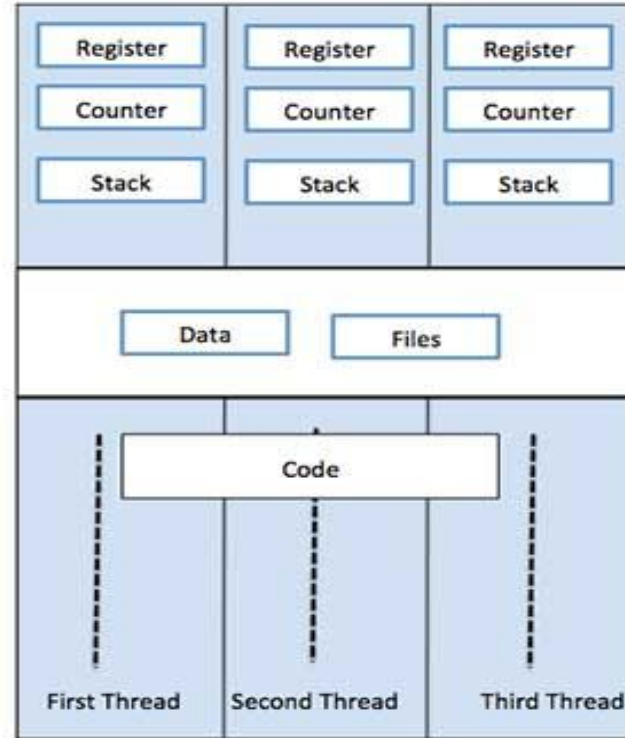 Register Register Register
Counter Counter Counter
Stack Stack Stack
Data Files
Code
First Thread Second Thread Third Thread